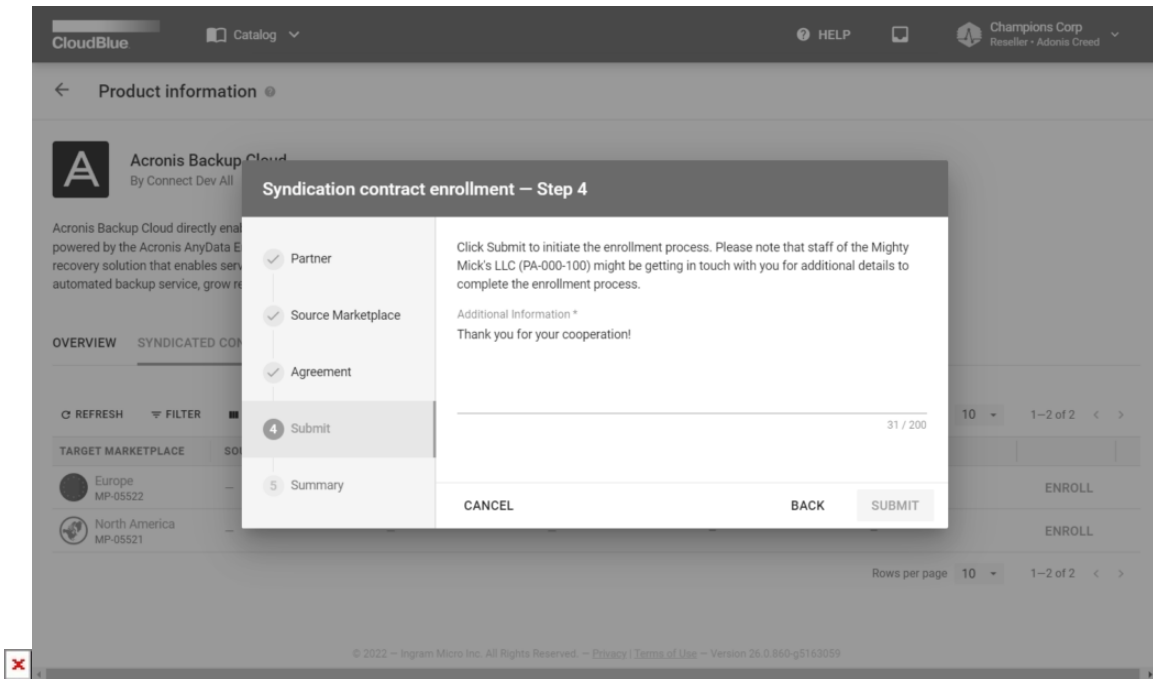 CloudBlue
Catalog
HELP
Champions Corp
Reseller • Adonis Creed
Product information
Acronis Backup Cloud
By Connect Dev All
Syndication contract enrollment — Step 4
Acronis Backup Cloud directly
powered by the Acronis AnyData
recovery solution that enables
automated backup service, grow
Partner
Source Marketplace
Agreement
4 Submit
5 Summary
Click Submit to initiate the enrollment process. Please note that staff of the Mighty
Mick's LLC (PA-000-100) might be getting in touch with you for additional details to
complete the enrollment process.
Additional Information *
Thank you for your cooperation!
31 / 200
CANCEL
BACK
SUBMIT
OVERVIEW
SYNDICATED
REFRESH
FILTER
10
1–2 of 2
TARGET MARKETPLACE
Europe
MP-05522
—
ENROLL
North America
MP-05521
— — — — — —
ENROLL
Rows per page 10 1–2 of 2
© 2022 — Ingram Micro Inc. All Rights Reserved. — Privacy | Terms of Use — Version 26.0.860-g5163059